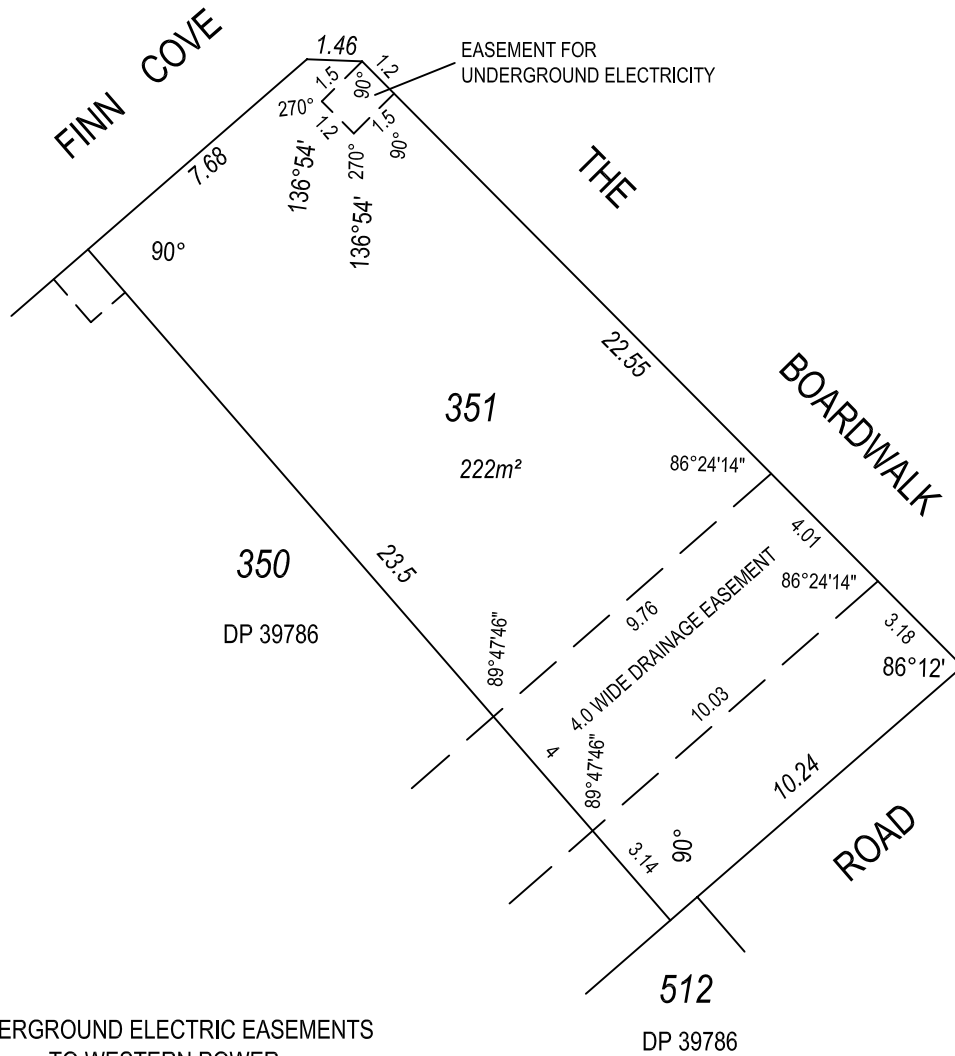 FINN COVE
1.46
1.2
EASEMENT FOR
UNDERGROUND ELECTRICITY
1.5
90°
270°
1.2
1.5
90°
270°
136°54'
136°54'
7.68
90°
THE
22.55
BOARDWALK
351
222m²
86°24'14"
4.01
86°24'14"
3.18
86°12'
350
DP 39786
23.5
89°47'46"
9.76
4.0 WIDE DRAINAGE EASEMENT
10.03
4
89°47'46"
3.14
90°
10.24
ROAD
512
DP 39786
ERGROUND ELECTRIC EASEMENTS
TO WESTERN POWER